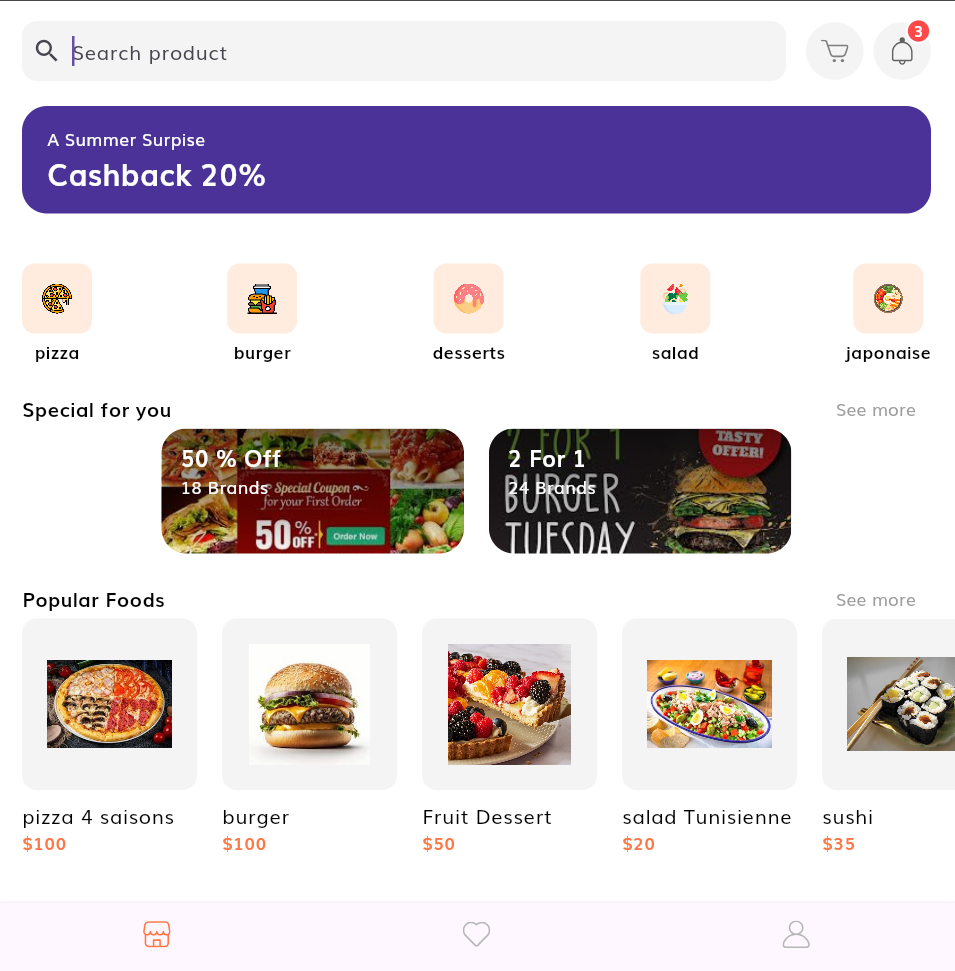 Search product
3
A Summer Surpise
Cashback 20%
pizza
burger
desserts
salad
japonaise
Special for you
See more
50 % Off
18 Brands
Special Coupon
for your First Order
50% OFF
Order Now
2 FOR 1
2 For 1
24 Brands
BURGER
TUESDAY
TASTY
OFFER!
Popular Foods
See more
pizza 4 saisons
$100
burger
$100
Fruit Dessert
$50
salad Tunisienne
$20
sushi
$35